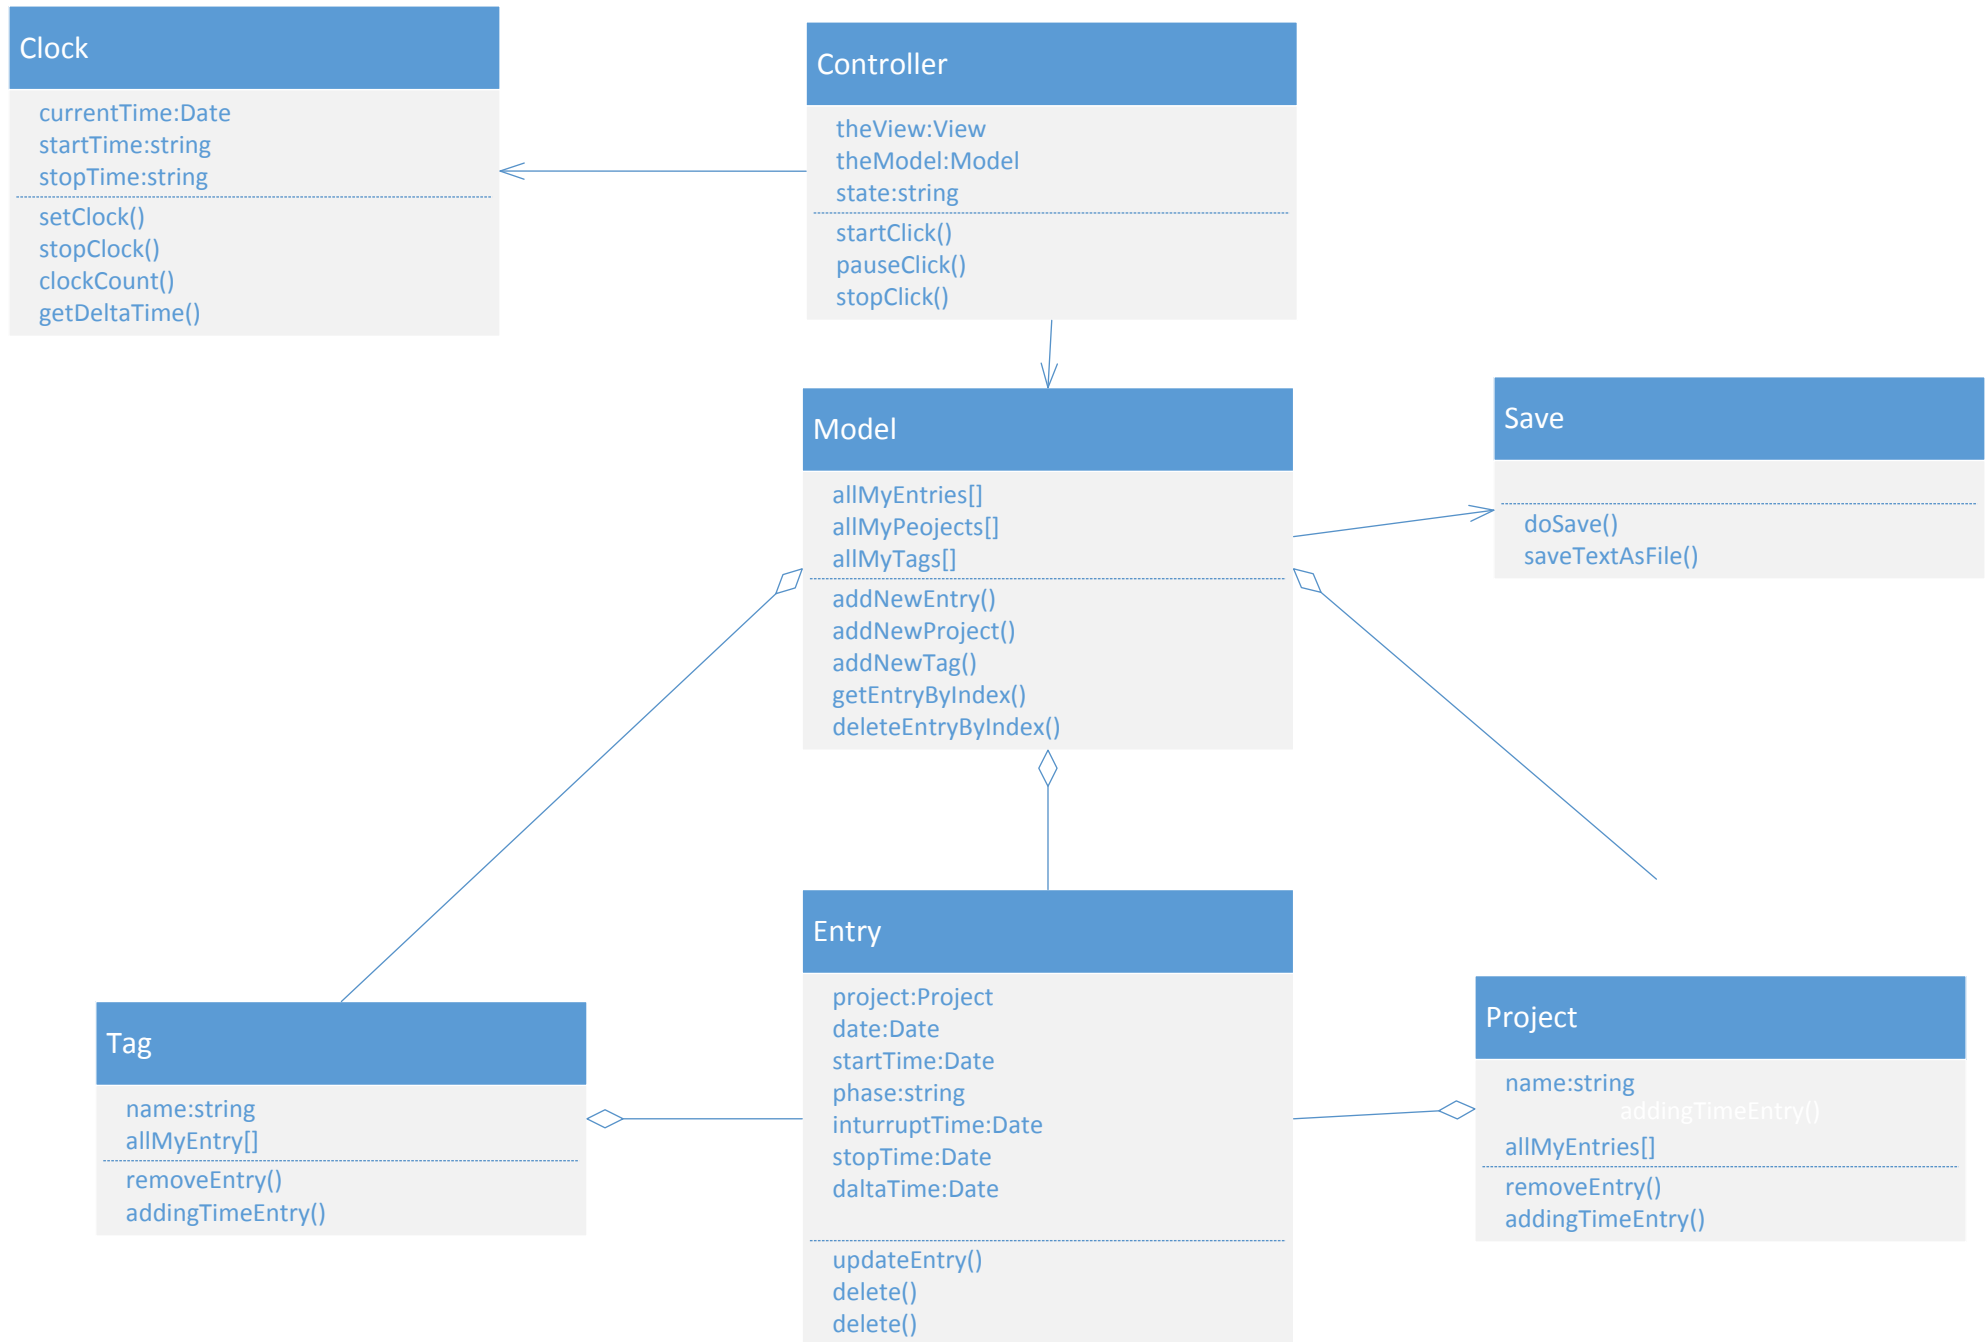 Clock
currentTime:Date
startTime:string
stopTime:string
setClock()
stopClock()
clockCount()
getDeltaTime()
Controller
theView:View
theModel:Model
state:string
startClick()
pauseClick()
stopClick()
Model
allMyEntries[]
allMyPeojects[]
allMyTags[]
addNewEntry()
addNewProject()
addNewTag()
getEntryByIndex()
deleteEntryByIndex()
Save
doSave()
saveTextAsFile()
Tag
name:string
allMyEntry[]
removeEntry()
addingTimeEntry()
Entry
project:Project
date:Date
startTime:Date
phase:string
inturruptTime:Date
stopTime:Date
daltaTime:Date
updateEntry()
delete()
delete()
Project
name:string
addingTimeEntry()
allMyEntries[]
removeEntry()
addingTimeEntry()